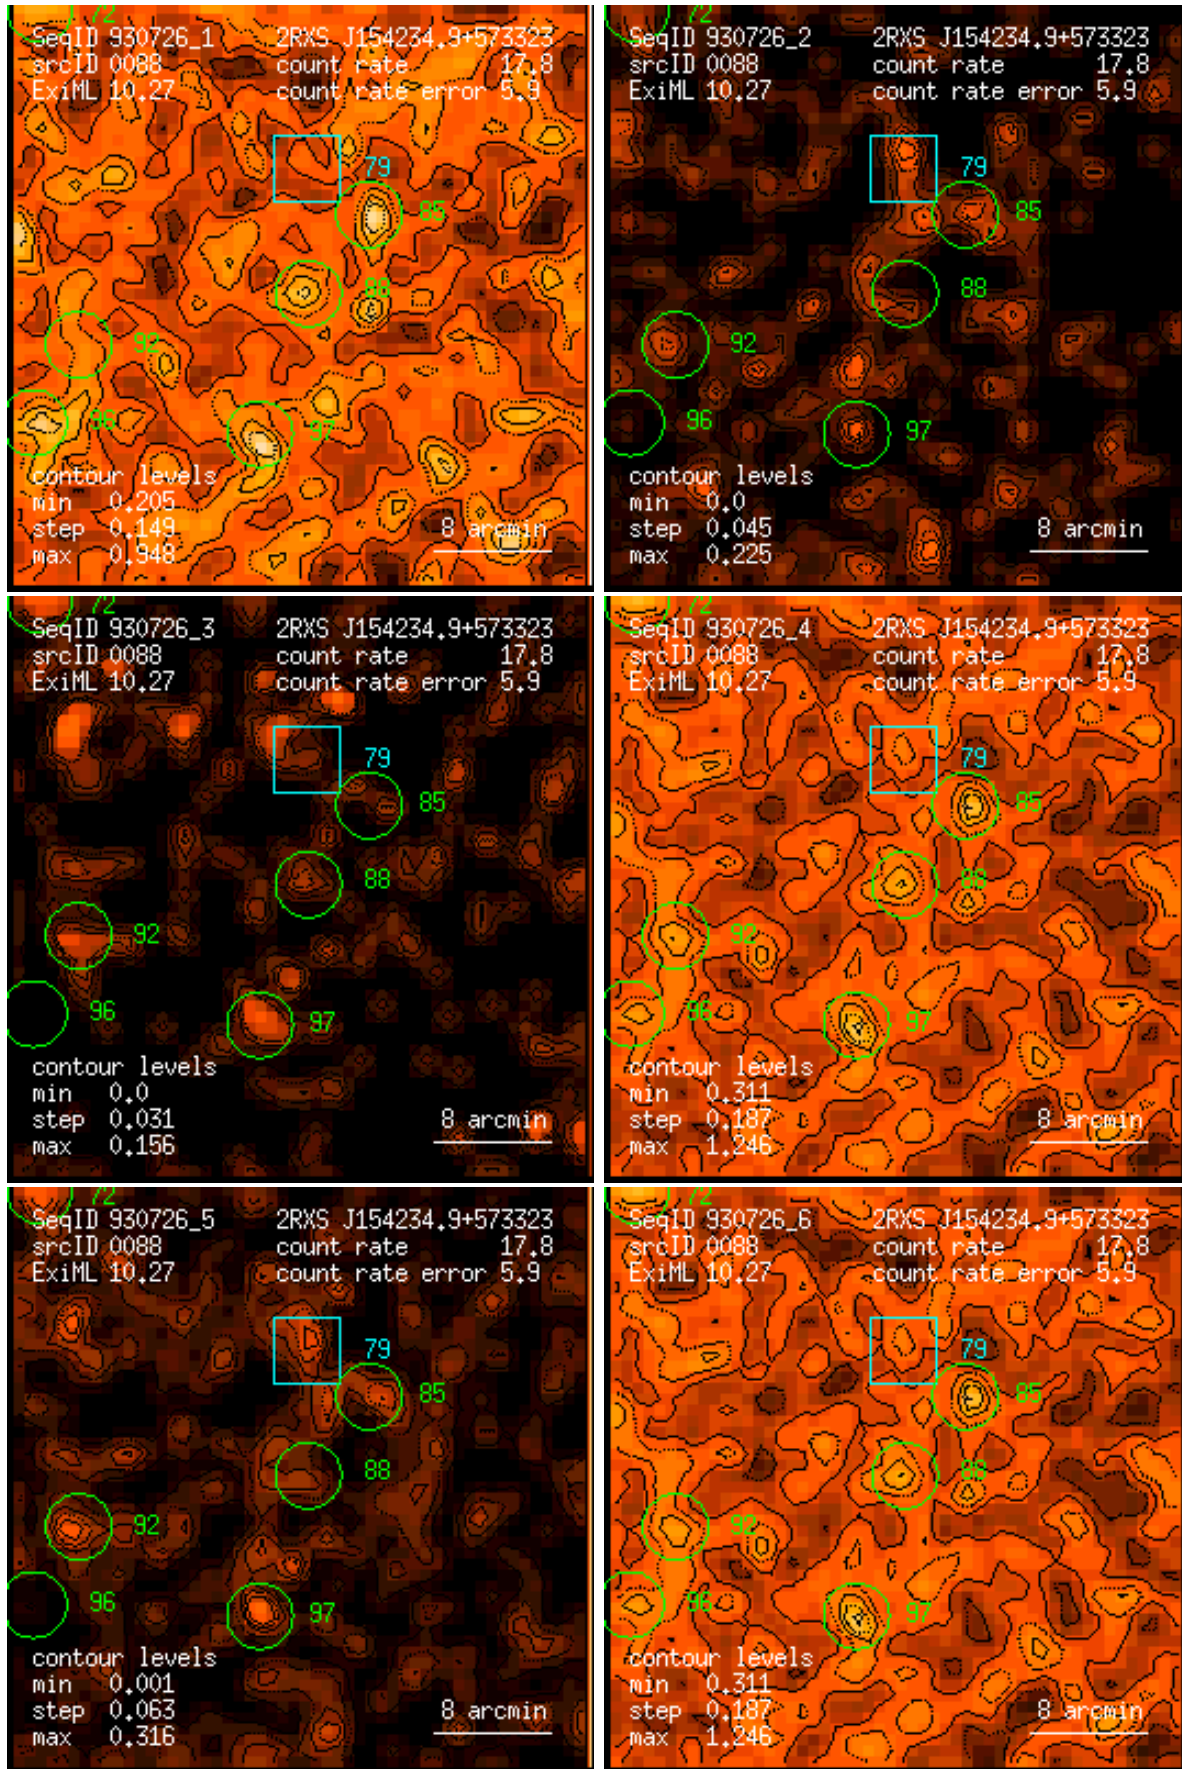 72
SeqID 930726_1 2RXS J154234.9+573323
srcID 0088 count rate 17.8
ExiML 10.27 count rate error 5.9
79
85
88
92
96
97
contour levels
min 0.205
step 0.149
max 0.948
8 arcmin
72
SeqID 930726_2 2RXS J154234.9+573323
srcID 0088 count rate 17.8
ExiML 10.27 count rate error 5.9
79
85
88
92
96
97
contour levels
min 0.0
step 0.045
max 0.225
8 arcmin
72
SeqID 930726_3 2RXS J154234.9+573323
srcID 0088 count rate 17.8
ExiML 10.27 count rate error 5.9
79
85
88
92
96
97
contour levels
min 0.0
step 0.031
max 0.156
8 arcmin
72
SeqID 930726_4 2RXS J154234.9+573323
srcID 0088 count rate 17.8
ExiML 10.27 count rate error 5.9
79
85
88
92
96
97
contour levels
min 0.311
step 0.187
max 1.246
8 arcmin
72
SeqID 930726_5 2RXS J154234.9+573323
srcID 0088 count rate 17.8
ExiML 10.27 count rate error 5.9
79
85
88
92
96
97
contour levels
min 0.001
step 0.063
max 0.316
8 arcmin
72
SeqID 930726_6 2RXS J154234.9+573323
srcID 0088 count rate 17.8
ExiML 10.27 count rate error 5.9
79
85
88
92
96
97
contour levels
min 0.311
step 0.187
max 1.246
8 arcmin